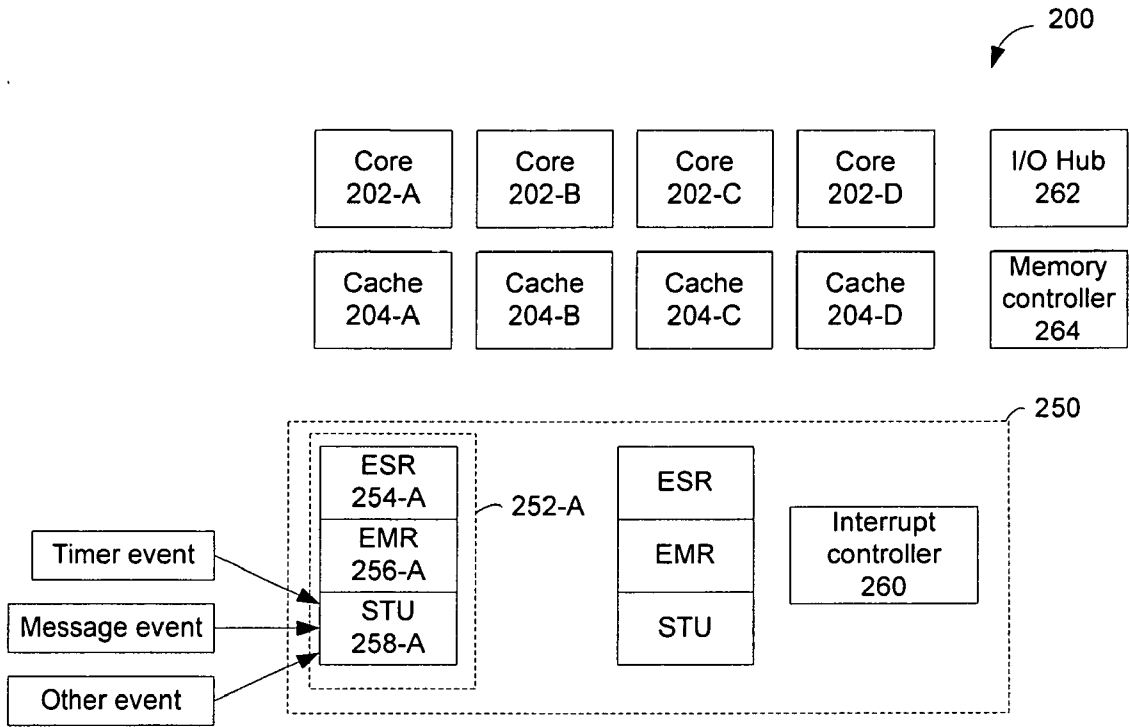 200
Core
202-A
Core
202-B
Core
202-C
Core
202-D
I/O Hub
262
Cache
204-A
Cache
204-B
Cache
204-C
Cache
204-D
Memory
controller
264
250
ESR
254-A
EMR
256-A
STU
258-A
252-A
ESR
EMR
STU
Interrupt
controller
260
Timer event
Message event
Other event